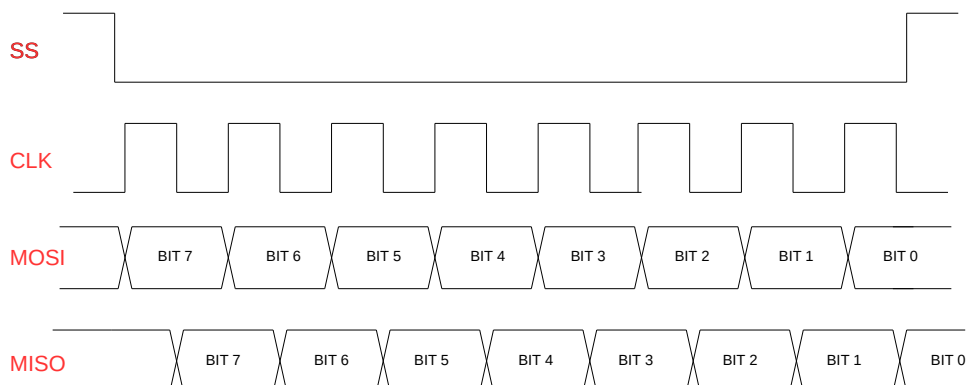 SS
CLK
MOSI BIT 7 BIT 6 BIT 5 BIT 4 BIT 3 BIT 2 BIT 1 BIT 0
MISO BIT 7 BIT 6 BIT 5 BIT 4 BIT 3 BIT 2 BIT 1 BIT 0